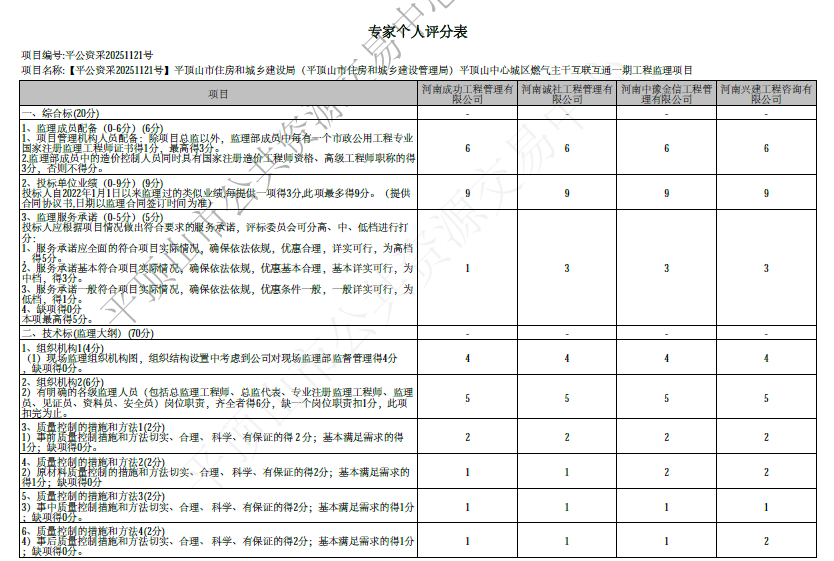 专家个人评分表
项目编号:平公资采20251121号
项目名称:【平公资采20251121号】平顶山市住房和城乡建设局（平顶山市住房和城乡建设管理局）平顶山中心城区燃气主干互联互通一期工程监理项目
项目 河南成功工程管理有限公司 河南诚社工程管理有限公司 河南中豫全信工程管理有限公司 河南兴建工程咨询有限公司
一、综合标(20分) - - - -
1、监理成员配备（0-6分）(6分)
1、项目管理机构人员配备：除项目总监以外，监理部成员中每有一个市政公用工程专业
国家注册监理工程师证书得1分，最高得3分。
2.监理部成员中的造价控制人员同时具有国家注册造价工程师资格、高级工程师职称的得
3分，否则不得分。
6 6 6 6
2、投标单位业绩（0-9分）(9分)
投标人自2022年1月1日以来监理过的类似业绩,每提供一项得3分,此项最多得9分。（提供
合同协议书,日期以监理合同签订时间为准）
9 9 9 9
3、监理服务承诺（0-5分）(5分)
投标人应根据项目情况做出符合要求的服务承诺，评标委员会可分高、中、低档进行打
分：
1、服务承诺应全面的符合项目实际情况，确保依法依规，优惠合理，详实可行，为高档
，得5分。
2、服务承诺基本符合项目实际情况，确保依法依规，优惠基本合理，基本详实可行，为
中档，得3分。
3、服务承诺一般符合项目实际情况，确保依法依规，优惠条件一般，一般详实可行，为
低档，得1分。
4、缺项得0分
本项最高得5分。
1 3 3 3
二、技术标(监理大纲）(70分) - - - -
1、组织机构1(4分)
（1）现场监理组织机构图，组织结构设置中考虑到公司对现场监理部监督管理得4分
，缺项得0分。
4 4 4 4
2、组织机构2(6分)
2）有明确的各级监理人员（包括总监理工程师、总监代表、专业注册监理工程师、监理
员、见证员、资料员、安全员）岗位职责，齐全者得6分，缺一个岗位职责扣1分，此项
扣完为止。
5 5 5 5
3、质量控制的措施和方法1(2分)
1）事前质量控制措施和方法切实、合理、 科学、有保证的得 2 分；基本满足需求的得
1分；缺项得0分。
2 2 2 2
4、质量控制的措施和方法2(2分)
2）原材料质量控制的措施和方法切实、合理、 科学、有保证的得2分；基本满足需求的
得1分；缺项得0分
1 1 2 2
5、质量控制的措施和方法3(2分)
3）事中质量控制措施和方法切实、合理、 科学、有保证的得2分；基本满足需求的得1分
；缺项得0分。
1 1 1 1
6、质量控制的措施和方法4(2分)
4）事后质量控制措施和方法切实、合理、 科学、有保证的得2分；基本满足需求的得1分
；缺项得0分。
1 1 1 2
平顶山市公共资源交易中心
平顶山市公共资源交易中